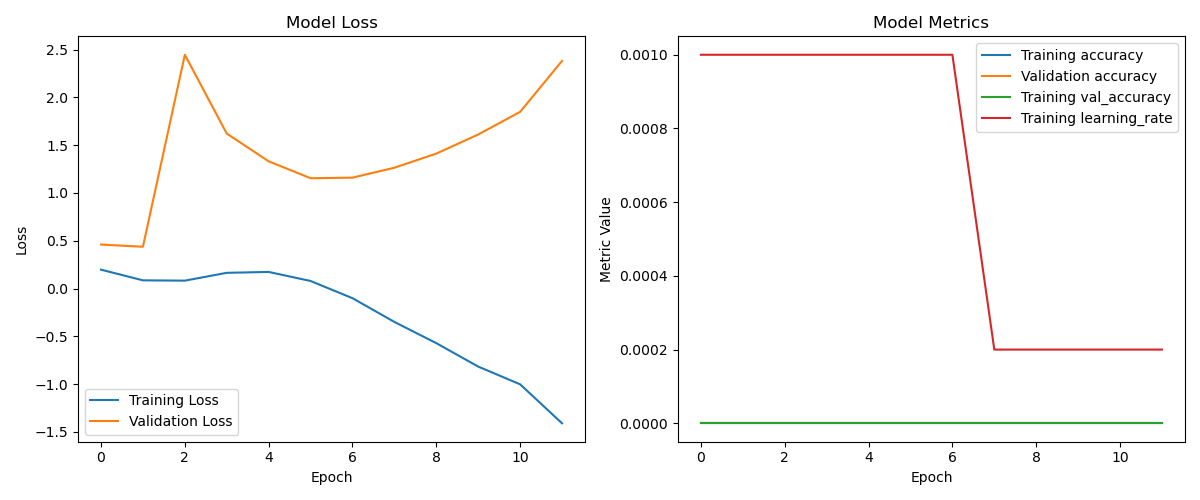 Model Loss
2.5
2.0
1.5
1.0
0.5
0.0
−0.5
−1.0
−1.5
Loss
Training Loss
Validation Loss
0 2 4 6 8 10
Epoch
Model Metrics
0.0010
0.0008
0.0006
0.0004
0.0002
0.0000
Metric Value
Training accuracy
Validation accuracy
Training val_accuracy
Training learning_rate
0 2 4 6 8 10
Epoch